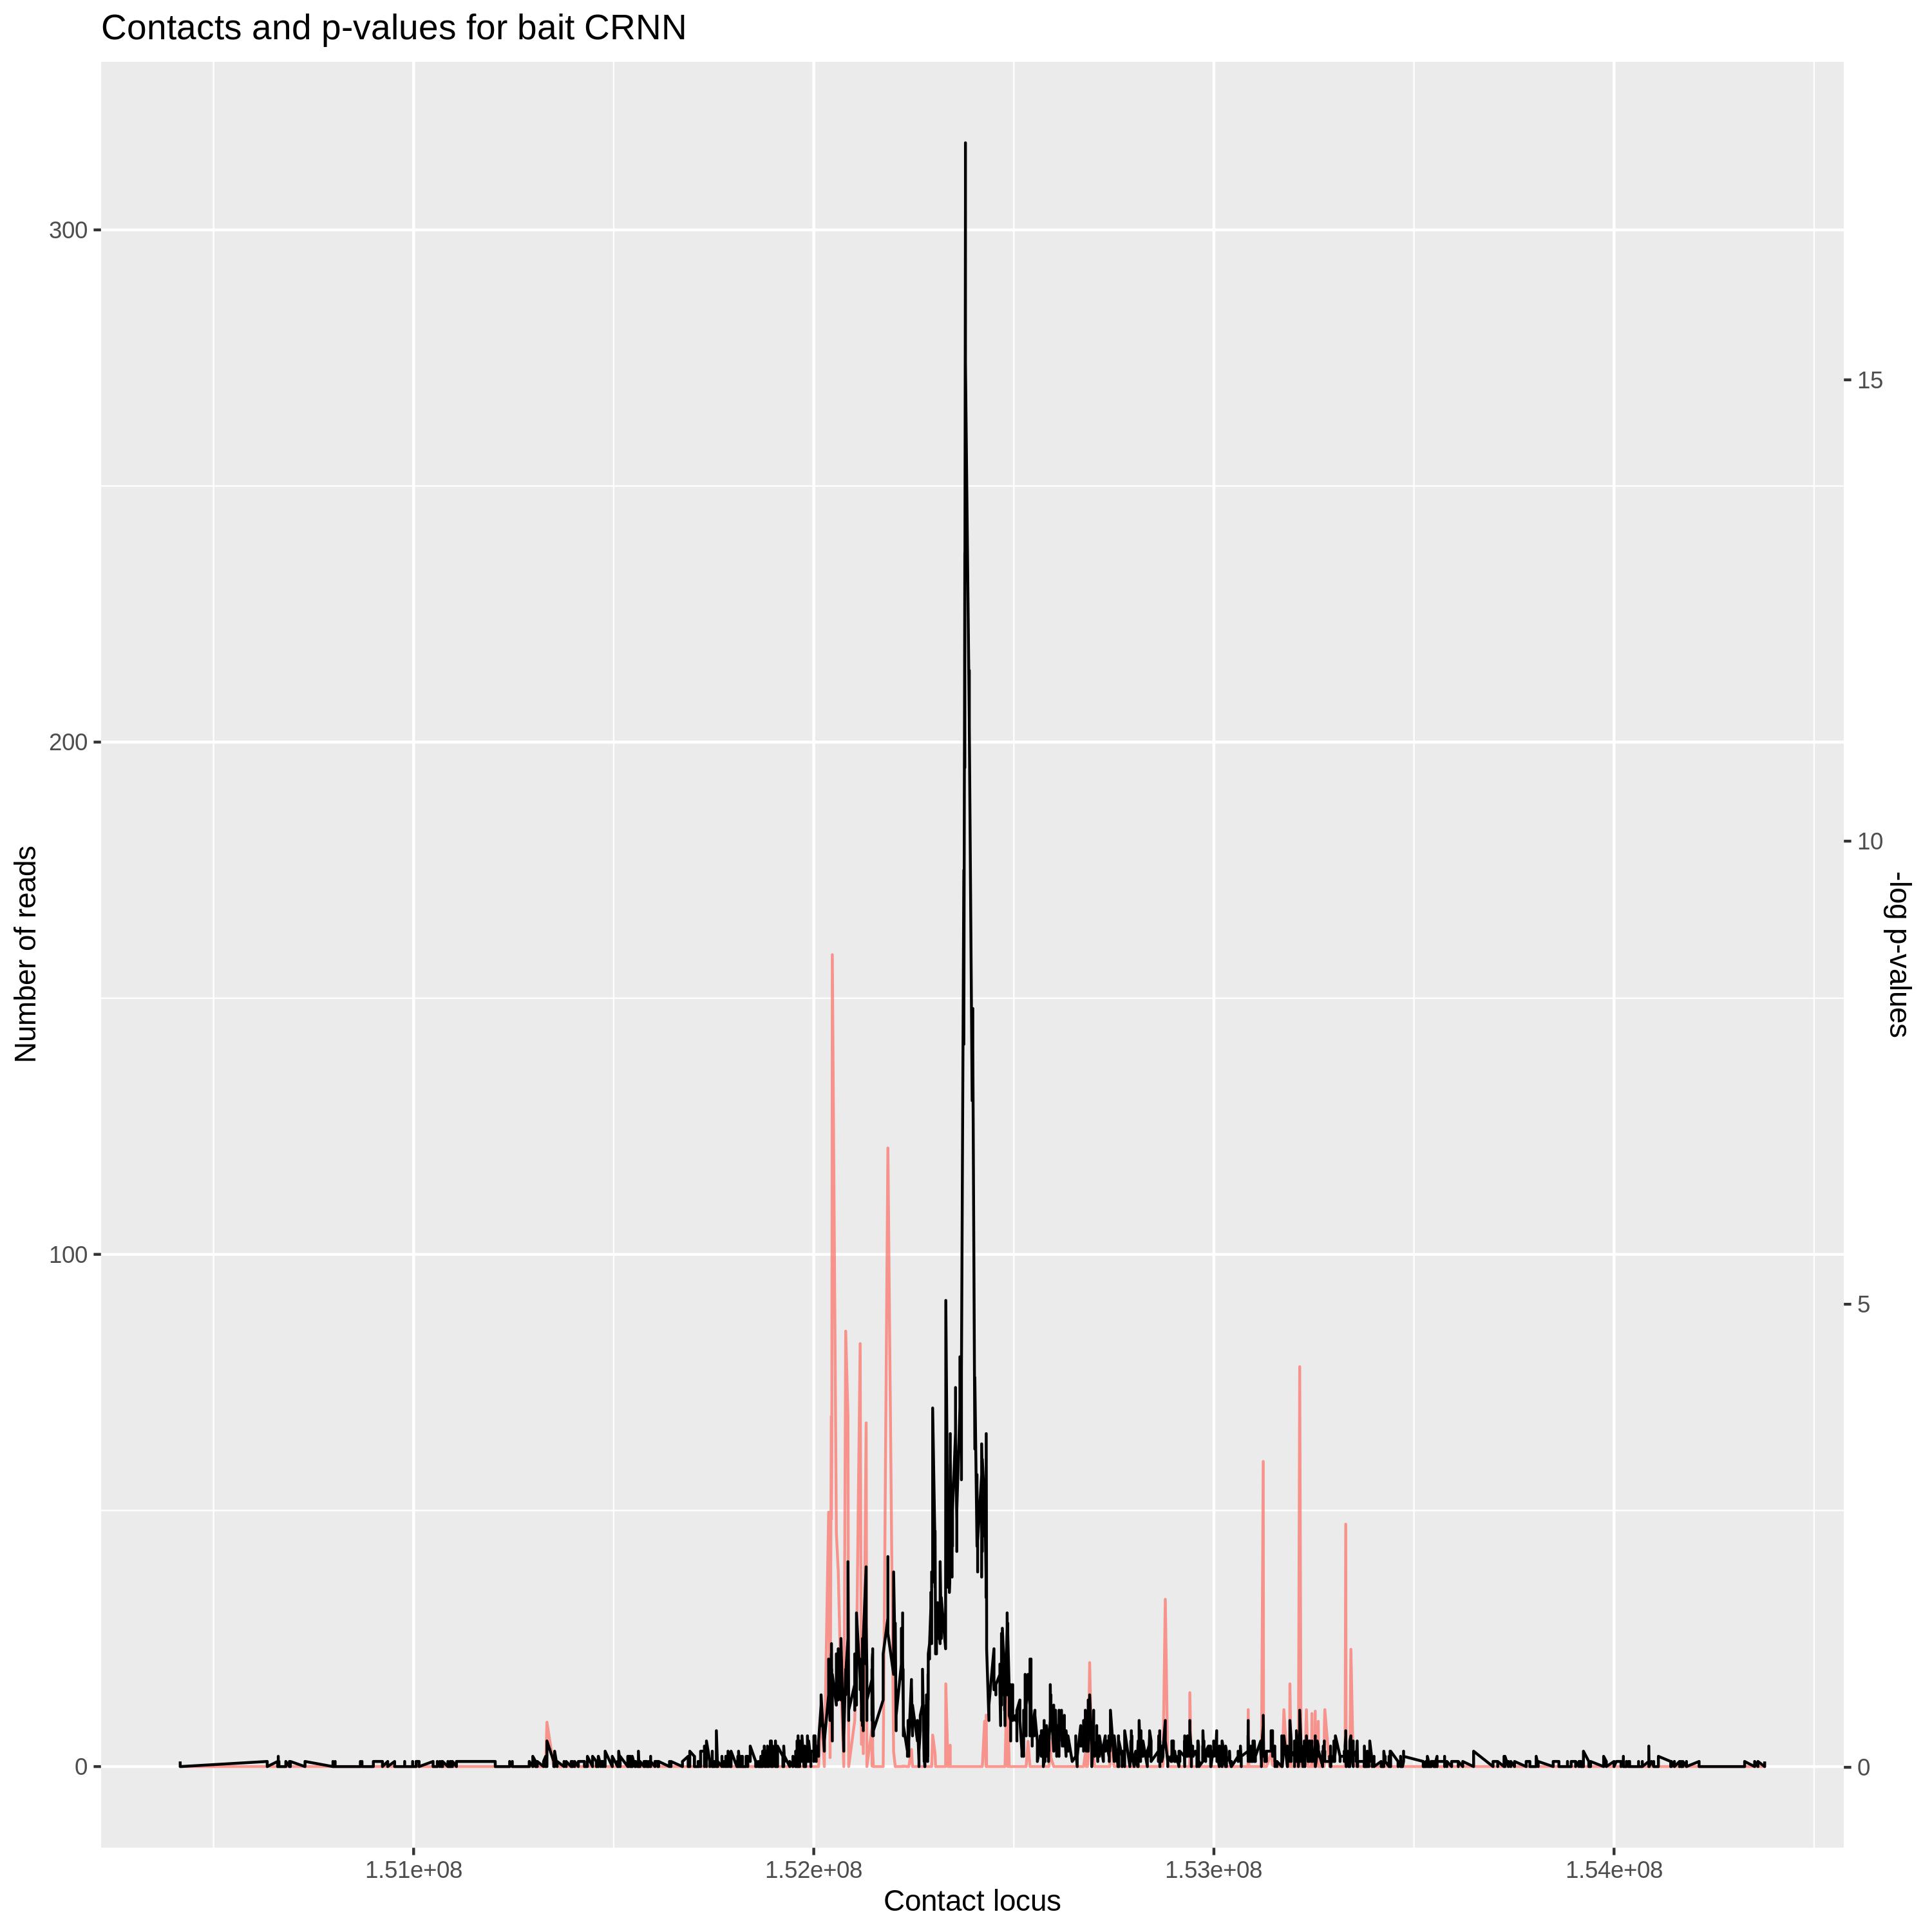 Contacts and p-values for bait CRNN
300
200
100
0
Number of reads
15
10
5
0
-log p-values
1.51e+08 1.52e+08 1.53e+08 1.54e+08
Contact locus